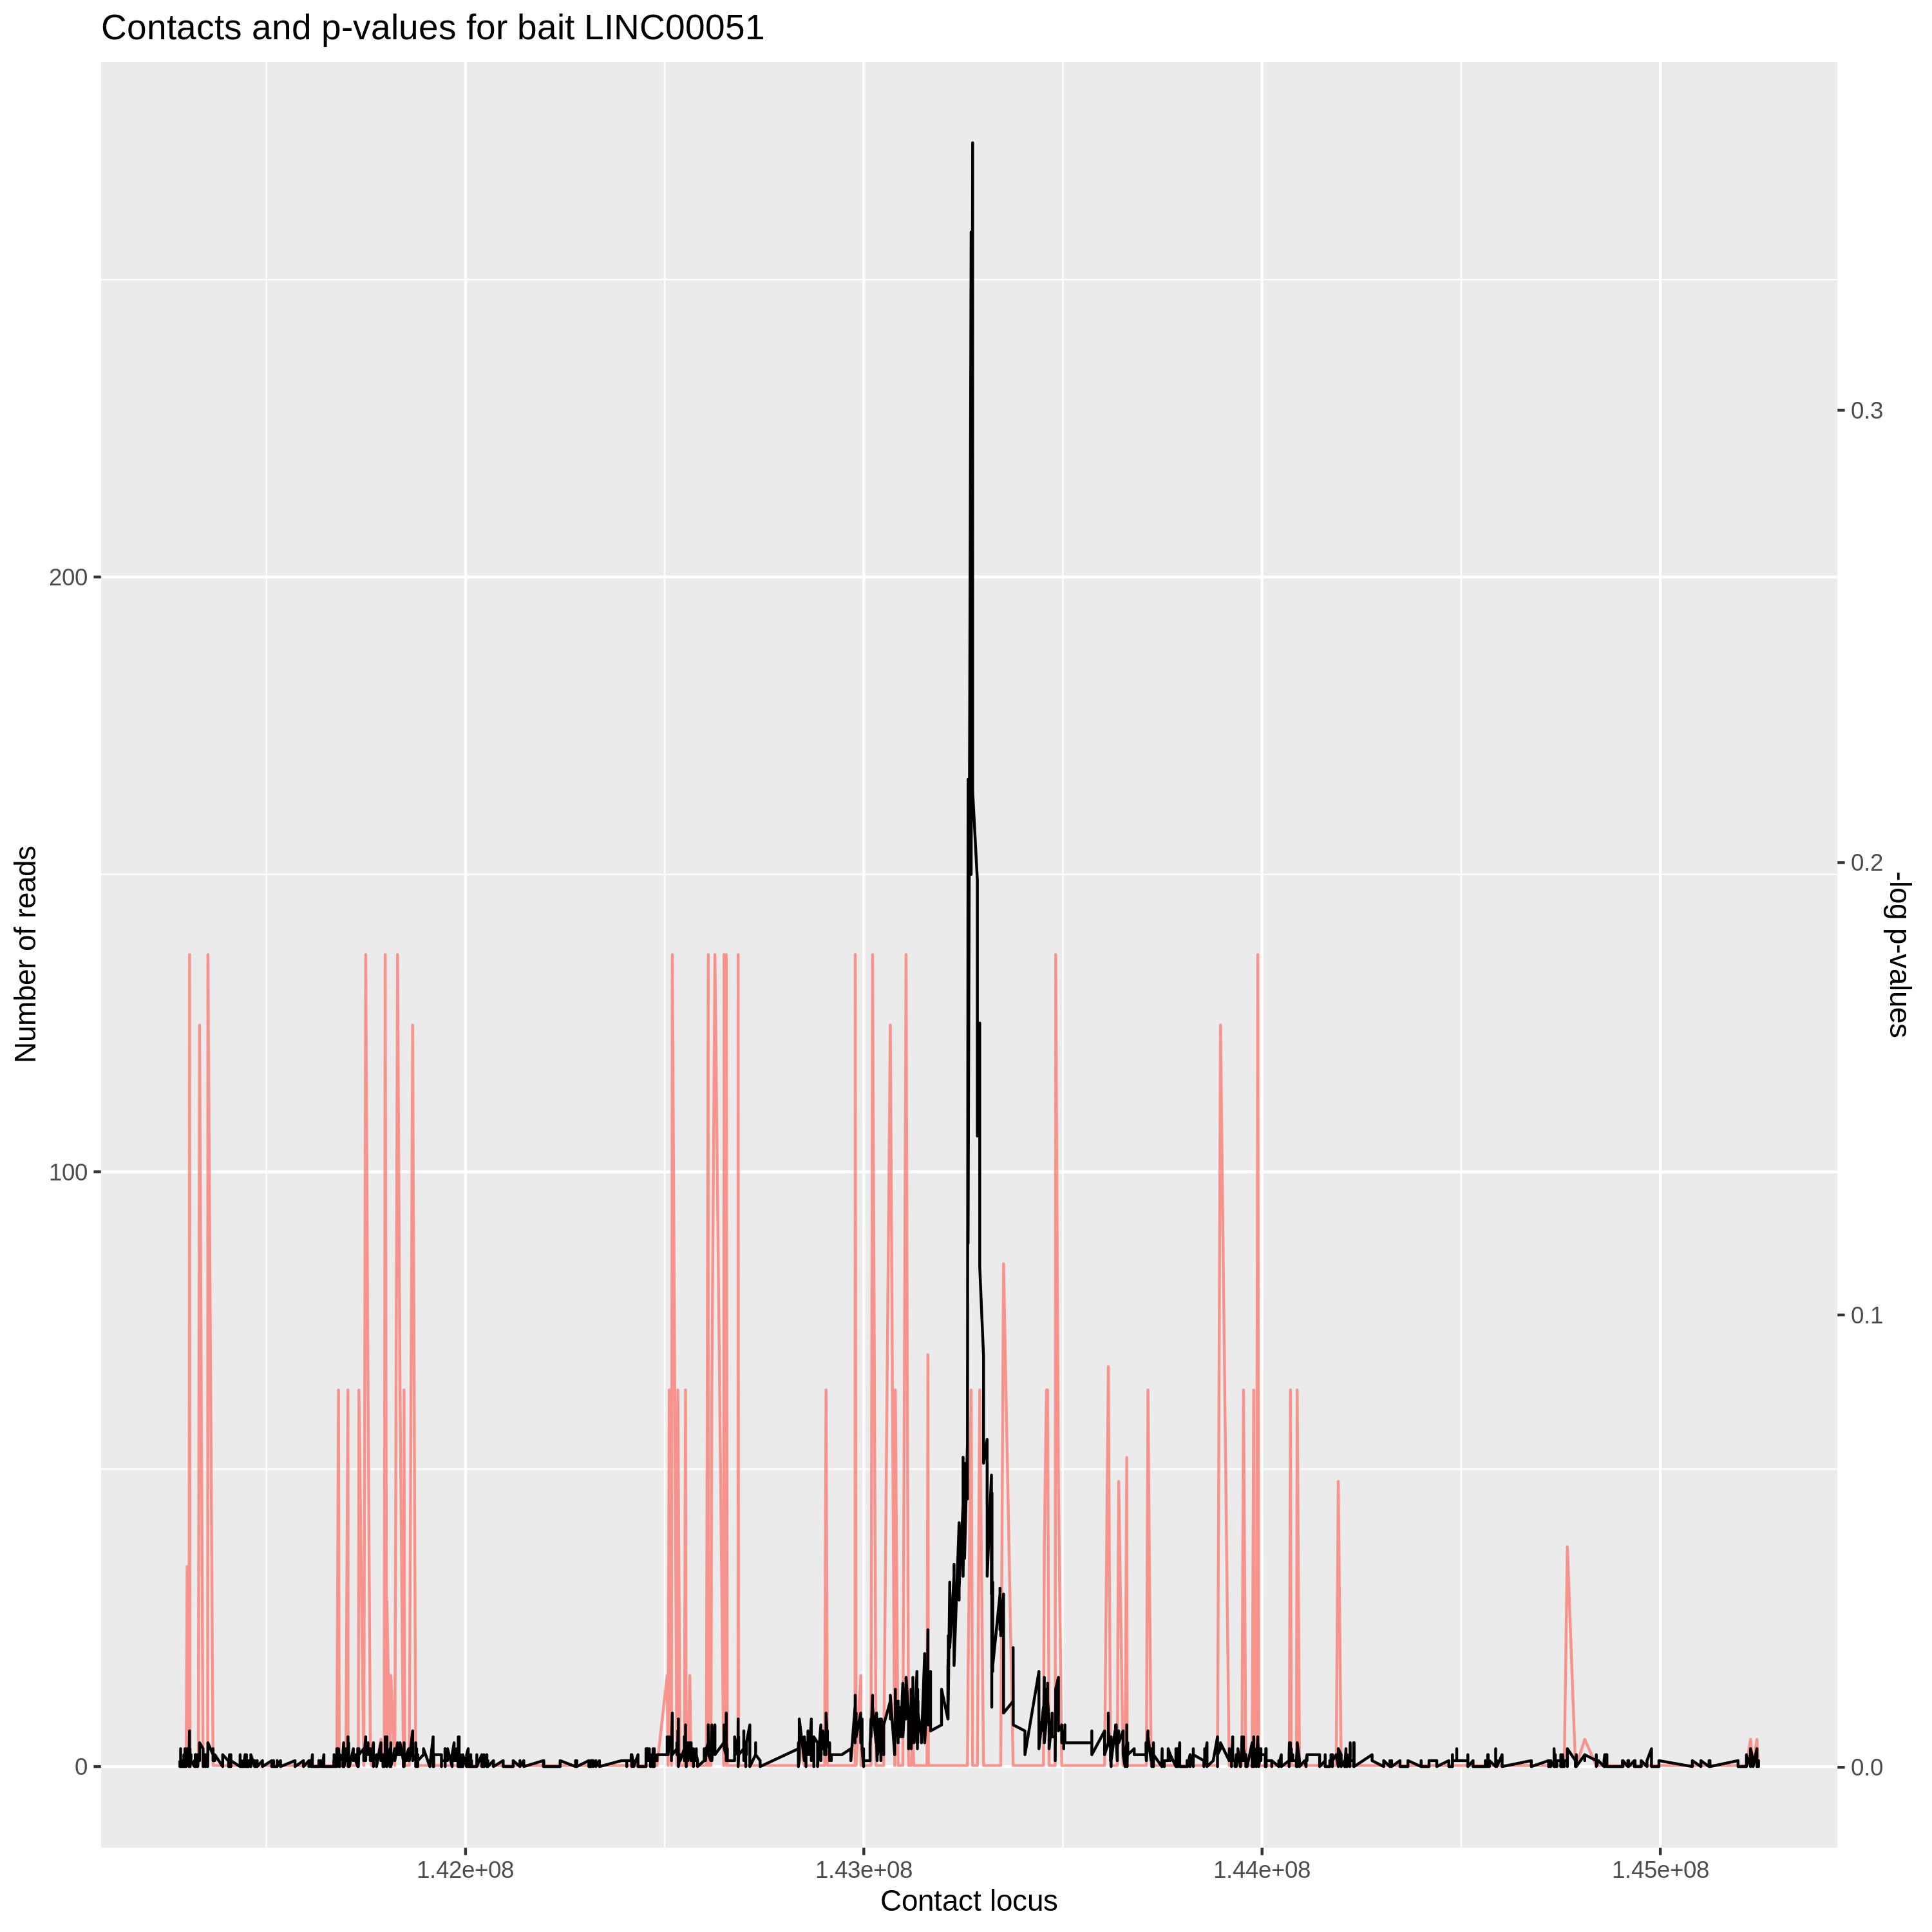 Contacts and p-values for bait LINC00051
200
100
0
Number of reads
0.3
0.2
0.1
0.0
-log p-values
1.42e+08
1.43e+08
1.44e+08
1.45e+08
Contact locus